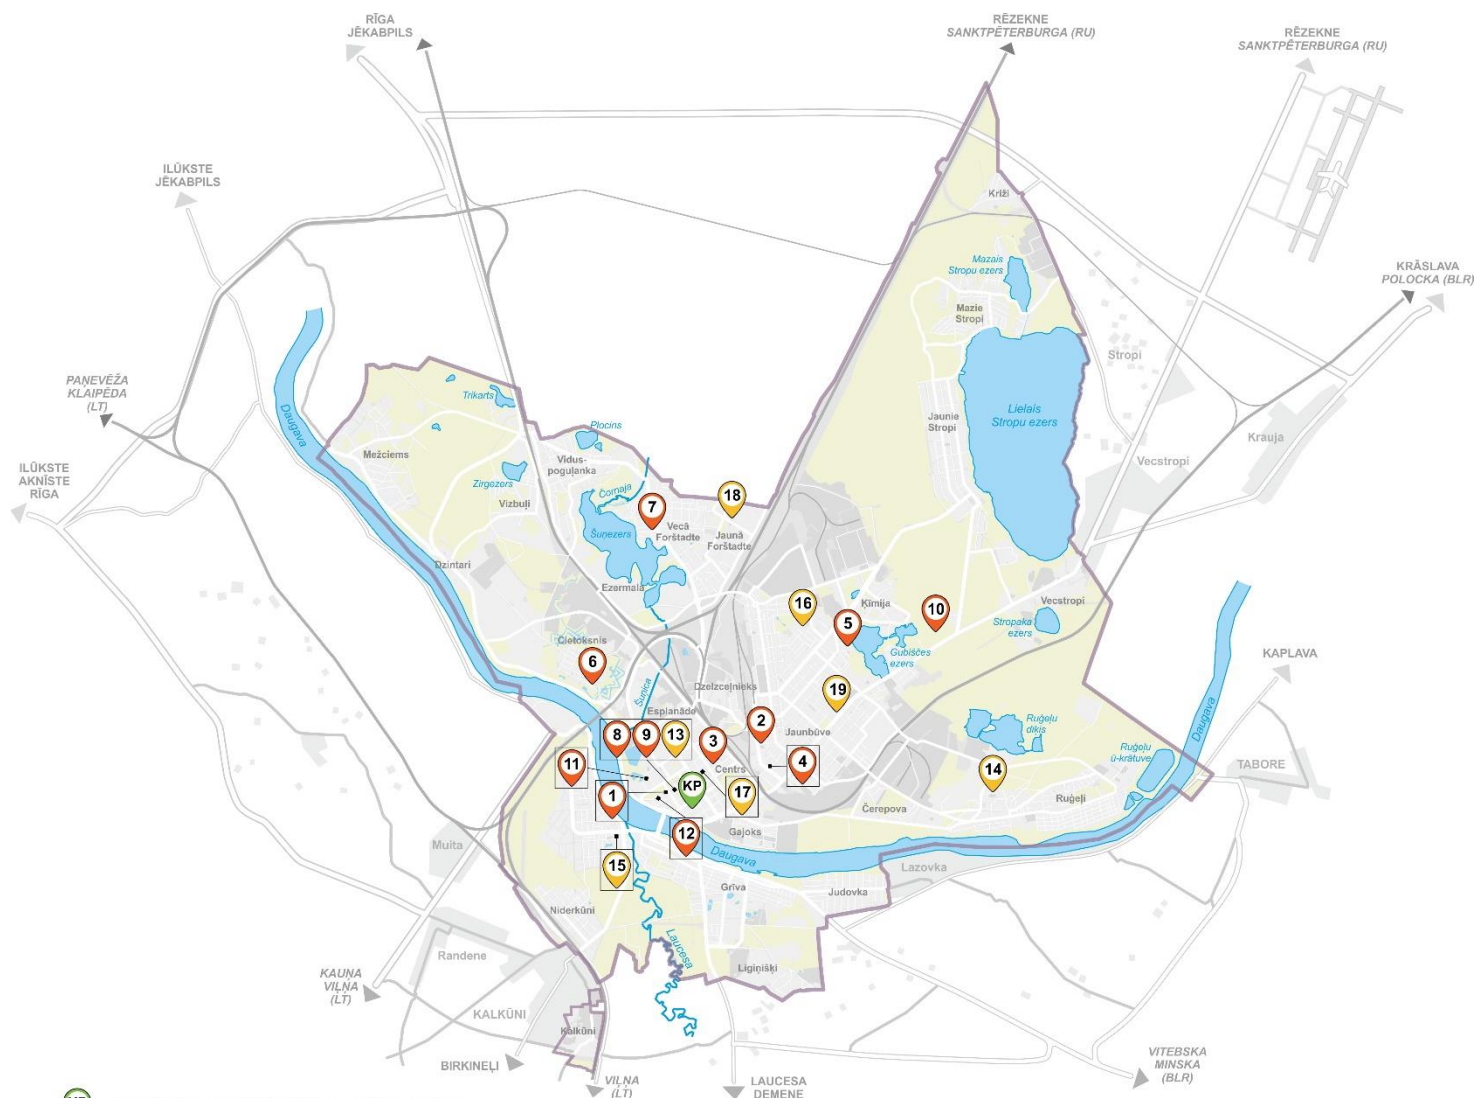 RĪGA
JĒKABPILS
RĒZEKNE
SANKTPĒTERBURGA (RU)
RĒZEKNE
SANKTPĒTERBURGA (RU)
ILŪKSTE
JĒKABPILS
KRĀSLAVA
POLOCKA (BLR)
PAŅEVĒŽA
KLAIPĒDA
(LT)
ILŪKSTE
AKNĪSTE
RĪGA
Daugava
Križi
Mazais
Stropu ezers
Mazie
Stropi
Stropi
Lielais
Stropu ezers
Jaunie
Stropi
Krauja
Vecstropi
Trikarts
Plocins
Mežciems
Vidus-
poguļanka
Zirgezers
Vizbuļi
Čornaja
7
18
Vecā
Forštadte
Jaunā
Forštadte
Šuņezers
Dzintari
Ezermala
16
5
Ķīmija
10
Vecstropi
Stropaka
ezers
Gubiščes
ezers
Cietoksnis
6
KAPLAVA
Šuņica
Dzelzceļnieks
19
Esplanāde
8
9
13
3
2
Jaunbūve
Ruģeļu
dīķis
Ruģeļu
ū-krātuve
Daugava
TABORE
11
Centrs
4
14
1
KP
17
Čerepova
Ruģeļi
12
Gajoks
Daugava
Muita
15
Lazovka
Grīva
Judovka
Niderkūni
Laucesa
Randene
Liginišķi
KAUŅA
VIĻŅA
(LT)
KALKŪNI
Kalkūni
BIRKINEĻI
VIĻŅA
(LT)
LAUCESA
DEMENE
VITEBSKA
MINSKA
(BLR)